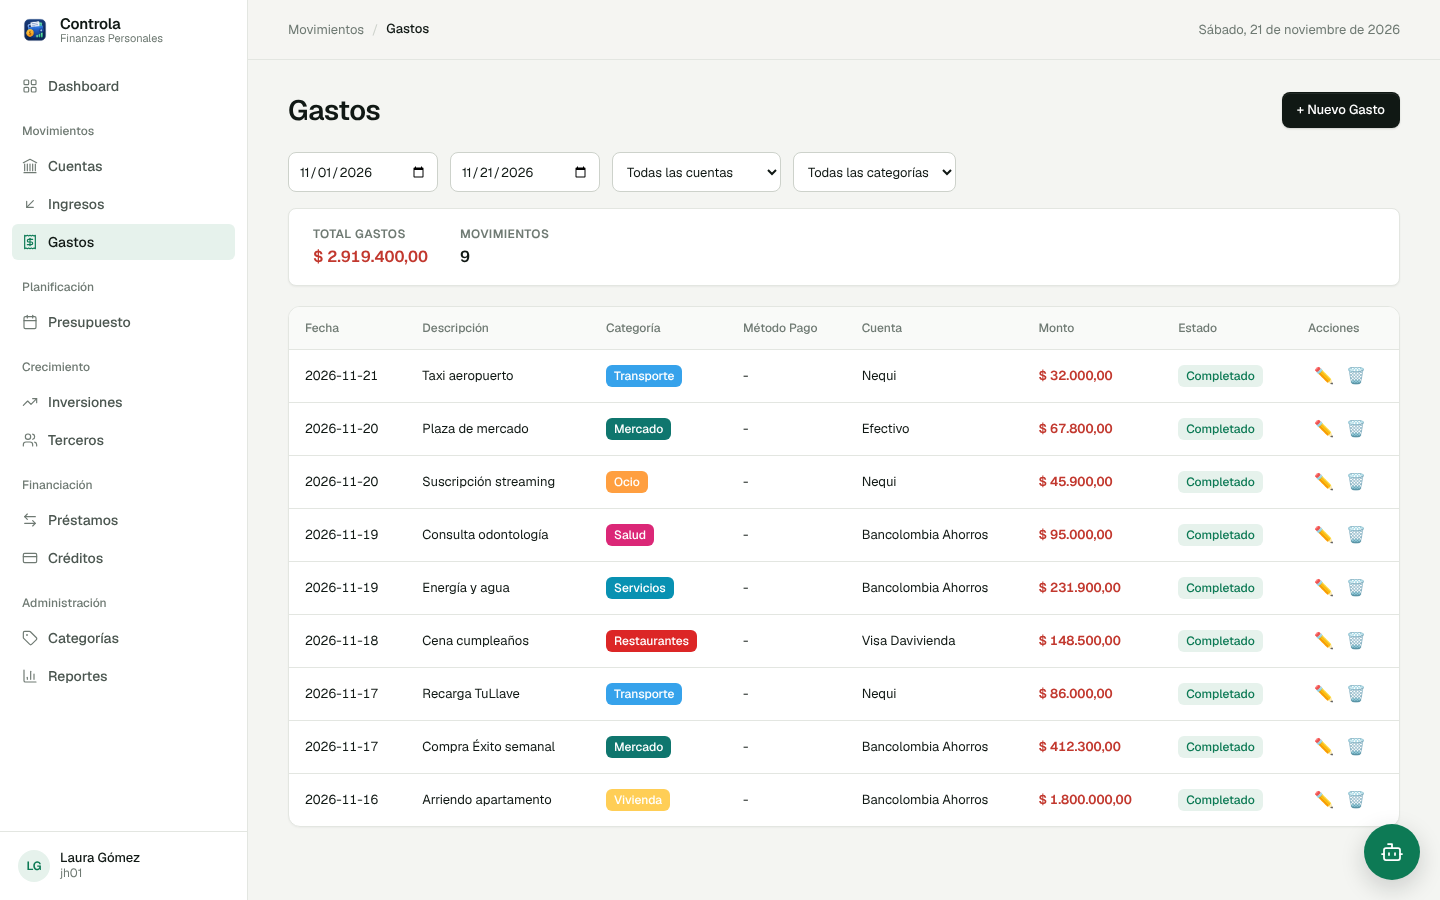 Controla
Finanzas Personales
Dashboard
Movimientos
Cuentas
Ingresos
Gastos
Planificación
Presupuesto
Crecimiento
Inversiones
Terceros
Financiación
Préstamos
Créditos
Administración
Categorías
Reportes
LG
Laura Gómez
jh01
Movimientos / Gastos
Sábado, 21 de noviembre de 2026
Gastos
+ Nuevo Gasto
11/01/2026
11/21/2026
Todas las cuentas
Todas las categorías
TOTAL GASTOS
$ 2.919.400,00
MOVIMIENTOS
9
Fecha Descripción Categoría Método Pago Cuenta Monto Estado Acciones
2026-11-21 Taxi aeropuerto Transporte - Nequi $ 32.000,00 Completado
2026-11-20 Plaza de mercado Mercado - Efectivo $ 67.800,00 Completado
2026-11-20 Suscripción streaming Ocio - Nequi $ 45.900,00 Completado
2026-11-19 Consulta odontología Salud - Bancolombia Ahorros $ 95.000,00 Completado
2026-11-19 Energía y agua Servicios - Bancolombia Ahorros $ 231.900,00 Completado
2026-11-18 Cena cumpleaños Restaurantes - Visa Davivienda $ 148.500,00 Completado
2026-11-17 Recarga TuLlave Transporte - Nequi $ 86.000,00 Completado
2026-11-17 Compra Éxito semanal Mercado - Bancolombia Ahorros $ 412.300,00 Completado
2026-11-16 Arriendo apartamento Vivienda - Bancolombia Ahorros $ 1.800.000,00 Completado